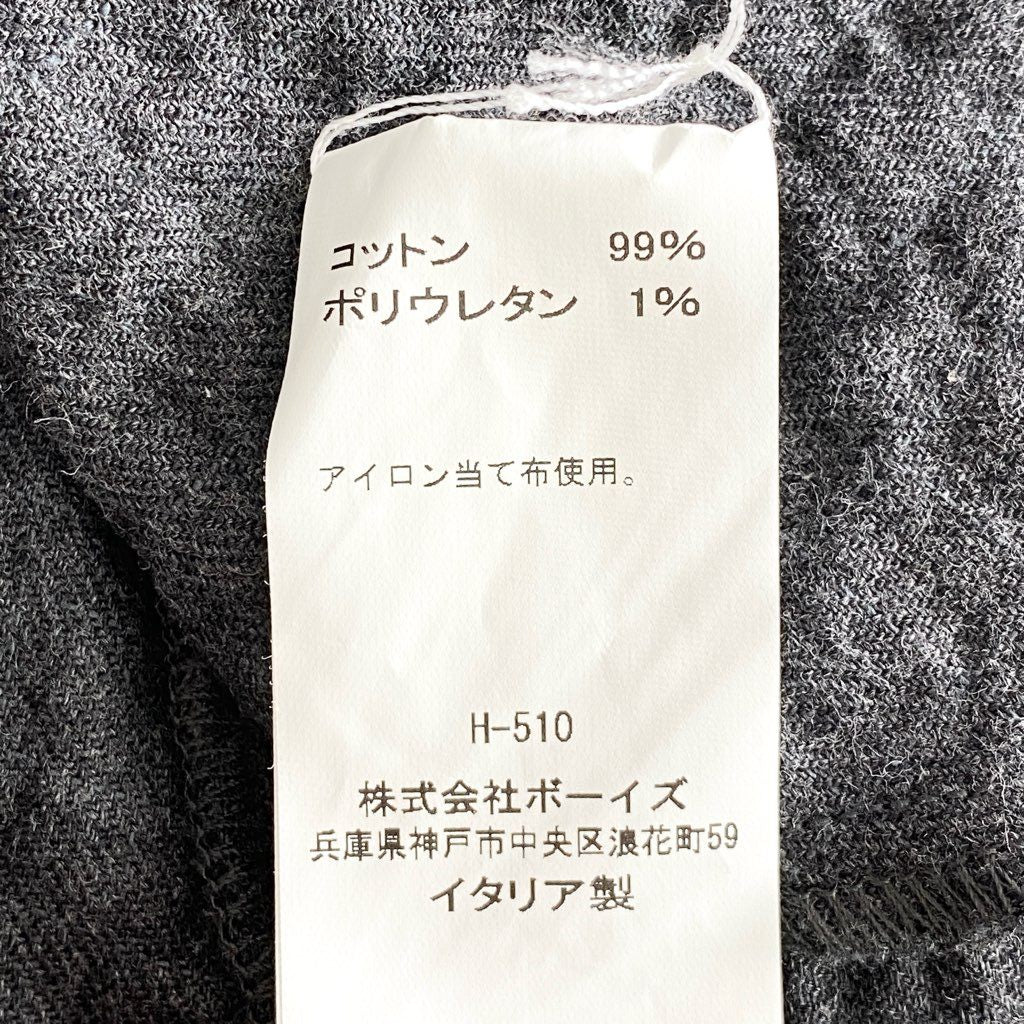 コットン 99%
ポリウレタン 1%
アイロン当て布使用。
H-510
株式会社ボーイズ
兵庫県神戸市中央区浪花町59
イタリア製